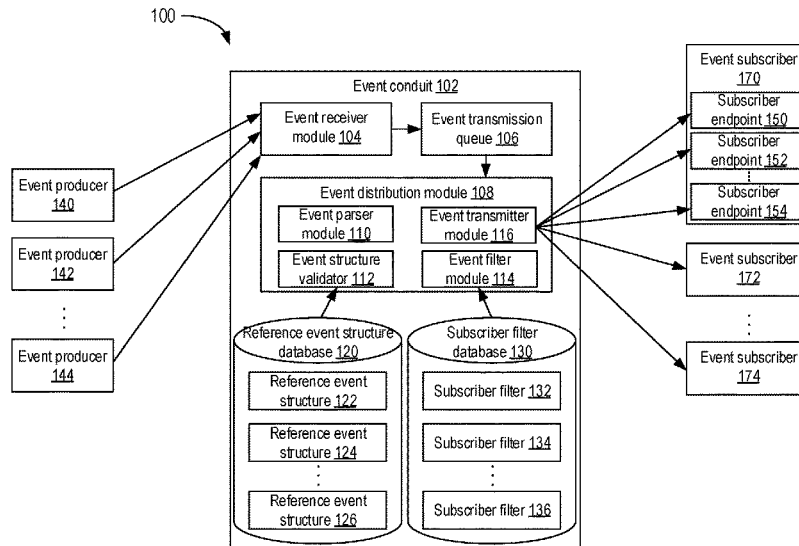 100
Event conduit 102
Event receiver
module 104
Event transmission
queue 106
Event distribution module 108
Event parser
module 110
Event transmitter
module 116
Event structure
validator 112
Event filter
module 114
Event producer
140
Event producer
142
Event producer
144
Reference event structure
database 120
Reference event
structure 122
Reference event
structure 124
Reference event
structure 126
Subscriber filter
database 130
Subscriber filter 132
Subscriber filter 134
Subscriber filter 136
Event subscriber
170
Subscriber
endpoint 150
Subscriber
endpoint 152
Subscriber
endpoint 154
Event subscriber
172
Event subscriber
174